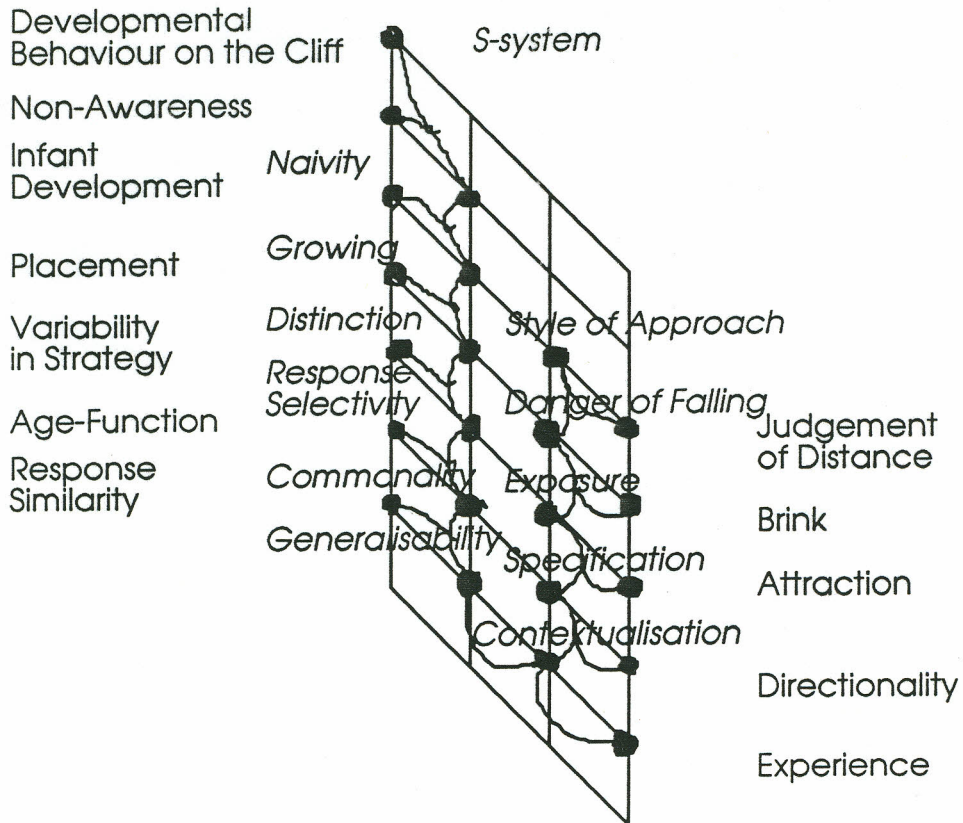 Developmental
Behaviour on the Cliff
S-system
Non-Awareness
Infant
Development
Naivity
Growing
Placement
Distinction
Style of Approach
Variability
in Strategy
Response
Selectivity
Danger of Falling
Age-Function
Judgement
of Distance
Response
Similarity
Commonality
Exposure
Brink
Generalisability
Specification
Attraction
Contextualisation
Directionality
Experience